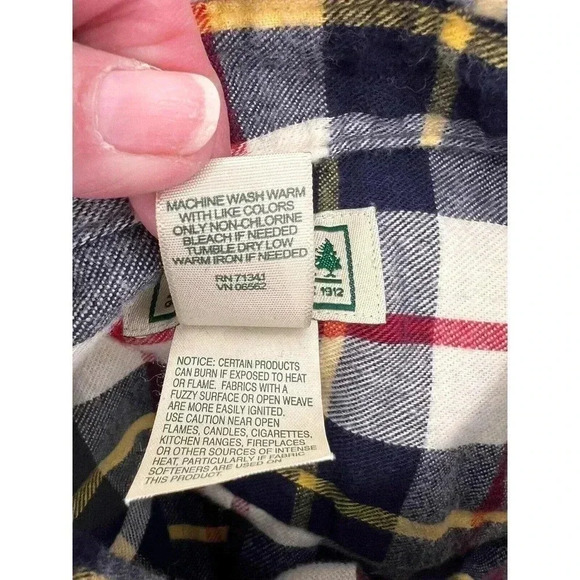 MACHINE WASH WARM
WITH LIKE COLORS
ONLY NON-CHLORINE
BLEACH IF NEEDED
TUMBLE DRY LOW
WARM IRON IF NEEDED
RN 71341
VN 06562
1912
NOTICE: CERTAIN PRODUCTS
CAN BURN IF EXPOSED TO HEAT
OR FLAME. FABRICS WITH A
FUZZY SURFACE OR OPEN WEAVE
ARE MORE EASILY IGNITED.
USE CAUTION NEAR OPEN
FLAMES, CANDLES, CIGARETTES,
KITCHEN RANGES, FIREPLACES
OR OTHER SOURCES OF INTENSE
HEAT, PARTICULARLY IF FABRIC
SOFTENERS ARE USED ON
THIS PRODUCT.